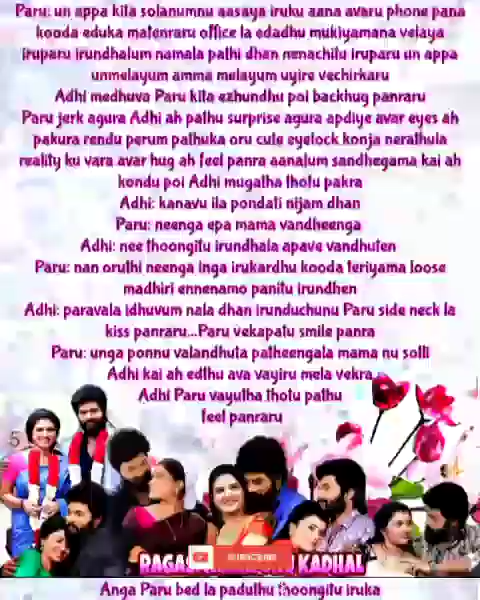 Paru: un appa kita solanumnu aasaya iruku aana avaru phone pana
kooda eduka matenraru office la edadhu mukiyamana velaya
iruparu irundhalum namala pathi dhan nenachitu iruparu un appa
unmelayum amma melayum uyire vechirkaru
Adhi medhuva Paru kita ezhundhu poi backhug panraru
Paru jerk agura Adhi ah pathu surprise agura apdiye avar eyes ah
pakura rendu perum pathuka oru cute eyelock konja nerathula
reality ku vara avar hug ah feel panra aanalum sandhegama kai ah
kondu poi Adhi mugatha thotu pakra
Adhi: kanavu ila pondati nijam dhan
Paru: neenga epa mama vandheenga
Adhi: nee thoongitu irundhala apave vandhuten
Paru: nan oruthi neenga inga irukardhu kooda teriyama loose
madhiri ennenamo panitu irundhen
Adhi: paravala idhuvum nala dhan irunduchunu Paru side neck la
kiss panraru...Paru vekapatu smile panra
Paru: unga ponnu valandhuta patheengala mama nu solli
Adhi kai ah edthu ava vayiru mela vekra
Adhi Paru vayutha thotu pathu
feel panraru
KADHAL
SUBSCRIBE
Anga Paru bed la paduthu thoongitu iruka